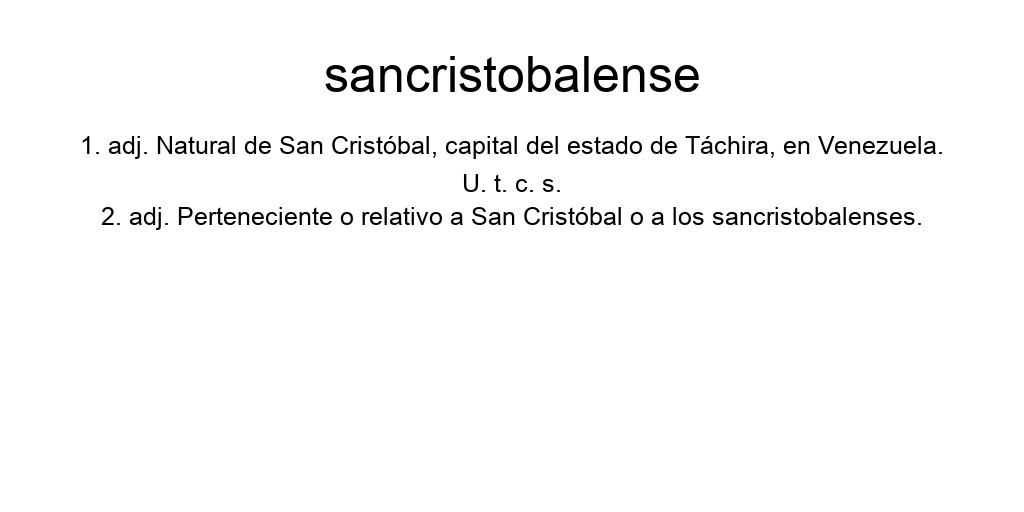 sancristobalense
1. adj. Natural de San Cristóbal, capital del estado de Táchira, en Venezuela.
U. t. c. s.
2. adj. Perteneciente o relativo a San Cristóbal o a los sancristobalenses.